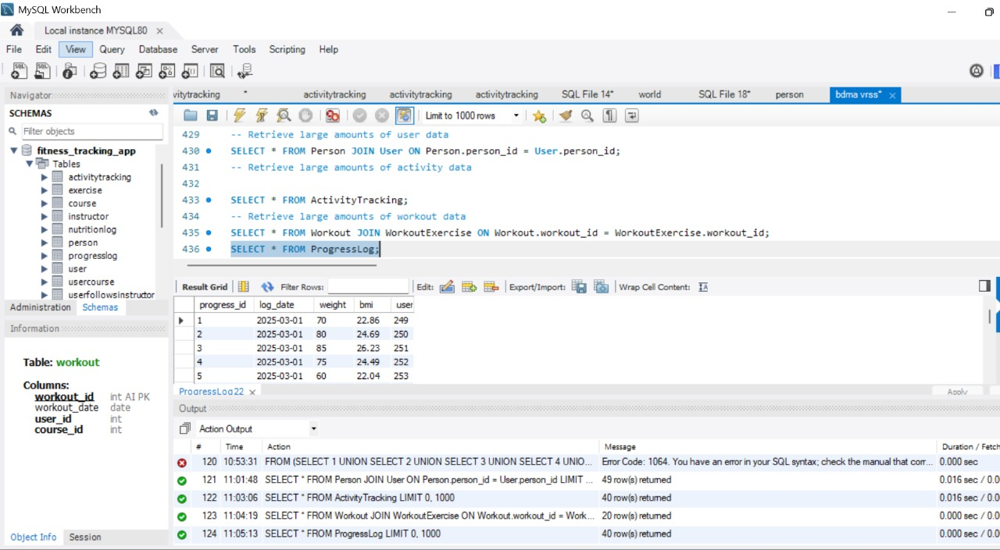 MySQL Workbench
Local instance MYSQL80
File Edit View Query Database Server Tools Scripting Help
Navigator
vitytracking * activitytracking activitytracking activitytracking SQL File 14* world SQL File 18* person bdma vrss*
SCHEMAS
Limit to 1000 rows
Filter objects
fitness_tracking_app
Tables
activitytracking
exercise
course
instructor
nutritionlog
person
progresslog
user
usercourse
userfollowsinstructor
Administration Schemas
429 -- Retrieve large amounts of user data
430 SELECT * FROM Person JOIN User ON Person.person_id = User.person_id;
431 -- Retrieve large amounts of activity data
432
433 SELECT * FROM ActivityTracking;
434 -- Retrieve large amounts of workout data
435 SELECT * FROM Workout JOIN WorkoutExercise ON Workout.workout_id = WorkoutExercise.workout_id;
436 SELECT * FROM ProgressLog;
Result Grid Filter Rows: Edit: Export/Import: Wrap Cell Content:
progress_id log_date weight bmi user
1 2025-03-01 70 22.86 249
2 2025-03-01 80 24.69 250
3 2025-03-01 85 26.23 251
4 2025-03-01 75 24.49 252
5 2025-03-01 60 22.04 253
ProgressLog 22 Apply
Information
Table: workout
Columns:
workout_id int AI PK
workout_date date
user_id int
course_id int
Object Info Session
Output
Action Output
# Time Action Message Duration / Fetch
120 10:53:31 FROM (SELECT 1 UNION SELECT 2 UNION SELECT 3 UNION SELECT 4 UNIO... Error Code: 1064. You have an error in your SQL syntax; check the manual that corr... 0.000 sec
121 11:01:48 SELECT * FROM Person JOIN User ON Person.person_id = User.person_id LIMIT ... 49 row(s) returned 0.016 sec / 0.0
122 11:03:06 SELECT * FROM ActivityTracking LIMIT 0, 1000 40 row(s) returned 0.016 sec / 0.0
123 11:04:19 SELECT * FROM Workout JOIN WorkoutExercise ON Workout.workout_id = Work... 20 row(s) returned 0.000 sec / 0.0
124 11:05:13 SELECT * FROM ProgressLog LIMIT 0, 1000 40 row(s) returned 0.000 sec / 0.0